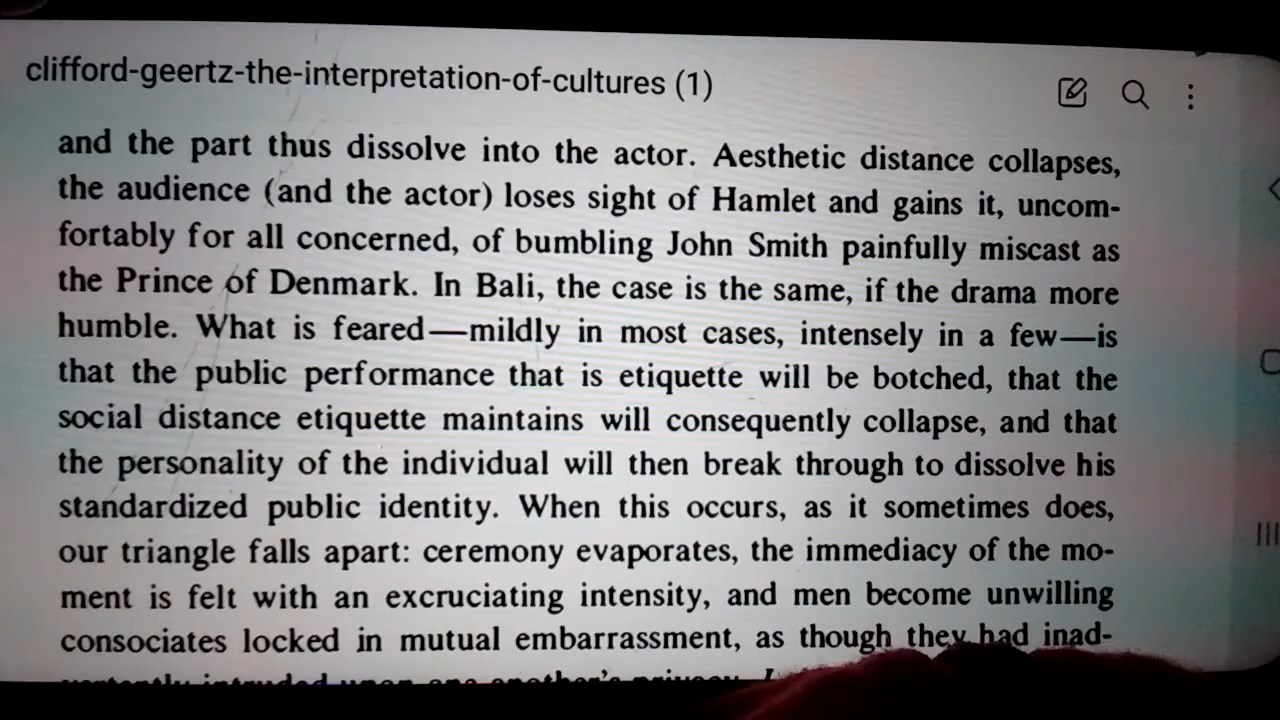 clifford-geertz-the-interpretation-of-cultures (1)
and the part thus dissolve into the actor. Aesthetic distance collapses,
the audience (and the actor) loses sight of Hamlet and gains it, uncom-
fortably for all concerned, of bumbling John Smith painfully miscast as
the Prince of Denmark. In Bali, the case is the same, if the drama more
humble. What is feared—mildly in most cases, intensely in a few—is
that the public performance that is etiquette will be botched, that the
social distance etiquette maintains will consequently collapse, and that
the personality of the individual will then break through to dissolve his
standardized public identity. When this occurs, as it sometimes does,
our triangle falls apart: ceremony evaporates, the immediacy of the mo-
ment is felt with an excruciating intensity, and men become unwilling
consociates locked in mutual embarrassment, as though they had inad-
intruded upon one another's privacy.